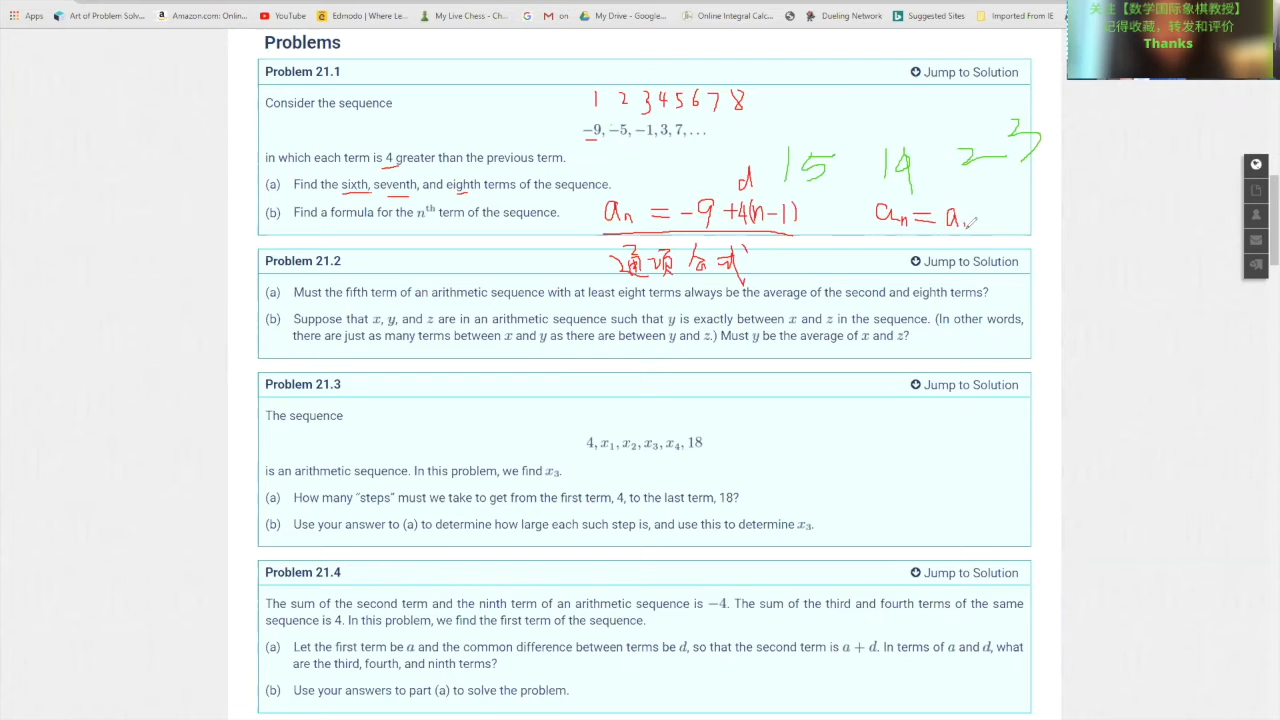 Apps Art of Problem Solv... Amazon.com: Onlin... YouTube Edmodo | Where Le... My Live Chess - Ch... My Drive - Google... Online Integral Calc... Dueling Network Suggested Sites Imported From IE
关注【数学国际象棋教授】
记得收藏，转发和评价
Thanks
Problems
Problem 21.1 Jump to Solution
Consider the sequence
1 2 3 4 5 6 7 8
−9, −5, −1, 3, 7, . . .
in which each term is 4 greater than the previous term.
15 19 23
(a) Find the sixth, seventh, and eighth terms of the sequence.
d
(b) Find a formula for the nth term of the sequence.
an = −9 +4(n−1) an = a
通项公式
Problem 21.2 Jump to Solution
(a) Must the fifth term of an arithmetic sequence with at least eight terms always be the average of the second and eighth terms?
(b) Suppose that x, y, and z are in an arithmetic sequence such that y is exactly between x and z in the sequence. (In other words,
there are just as many terms between x and y as there are between y and z.) Must y be the average of x and z?
Problem 21.3 Jump to Solution
The sequence
4, x1, x2, x3, x4, 18
is an arithmetic sequence. In this problem, we find x3.
(a) How many “steps” must we take to get from the first term, 4, to the last term, 18?
(b) Use your answer to (a) to determine how large each such step is, and use this to determine x3.
Problem 21.4 Jump to Solution
The sum of the second term and the ninth term of an arithmetic sequence is −4. The sum of the third and fourth terms of the same
sequence is 4. In this problem, we find the first term of the sequence.
(a) Let the first term be a and the common difference between terms be d, so that the second term is a + d. In terms of a and d, what
are the third, fourth, and ninth terms?
(b) Use your answers to part (a) to solve the problem.